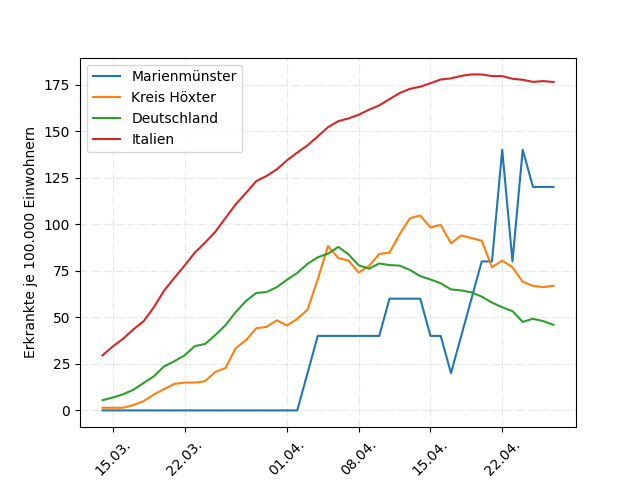 Marienmünster
Kreis Höxter
Deutschland
Italien
Erkrankte je 100.000 Einwohnern
175
150
125
100
75
50
25
0
15.03.
22.03.
01.04.
08.04.
15.04.
22.04.